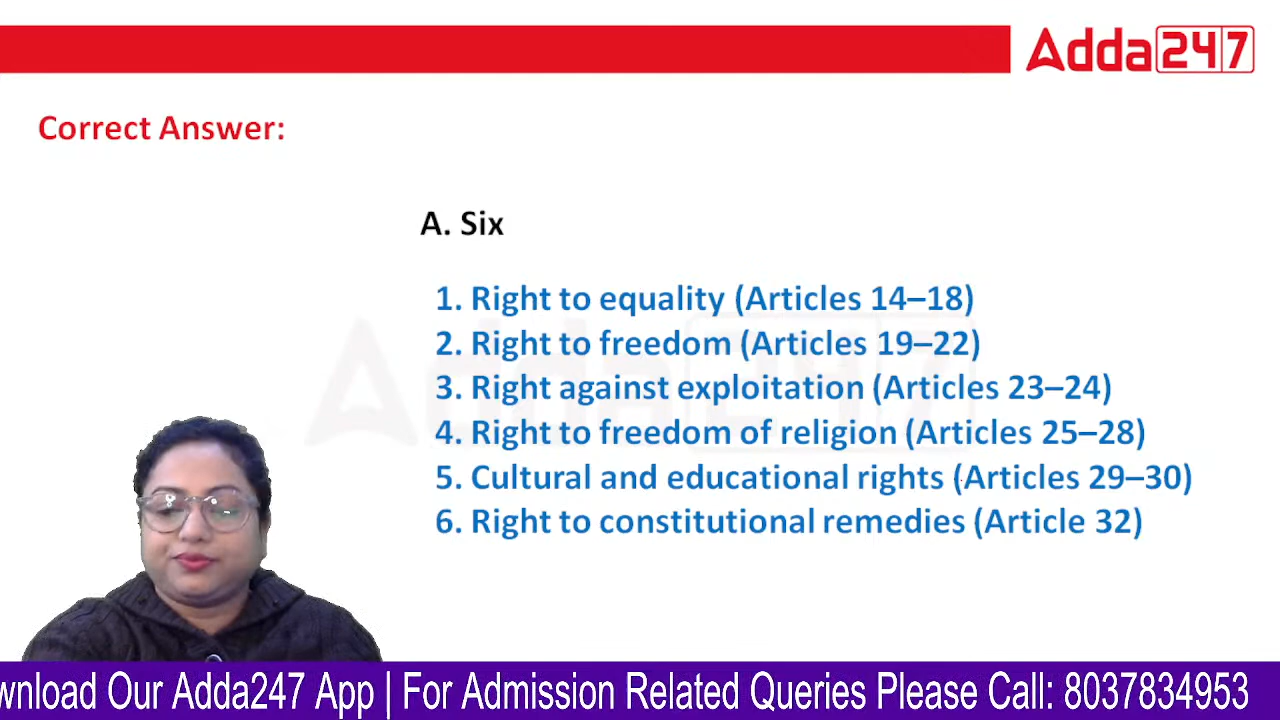 Adda247
Correct Answer:
A. Six
1. Right to equality (Articles 14–18)
2. Right to freedom (Articles 19–22)
3. Right against exploitation (Articles 23–24)
4. Right to freedom of religion (Articles 25–28)
5. Cultural and educational rights (Articles 29–30)
6. Right to constitutional remedies (Article 32)
wnload Our Adda247 App | For Admission Related Queries Please Call: 8037834953